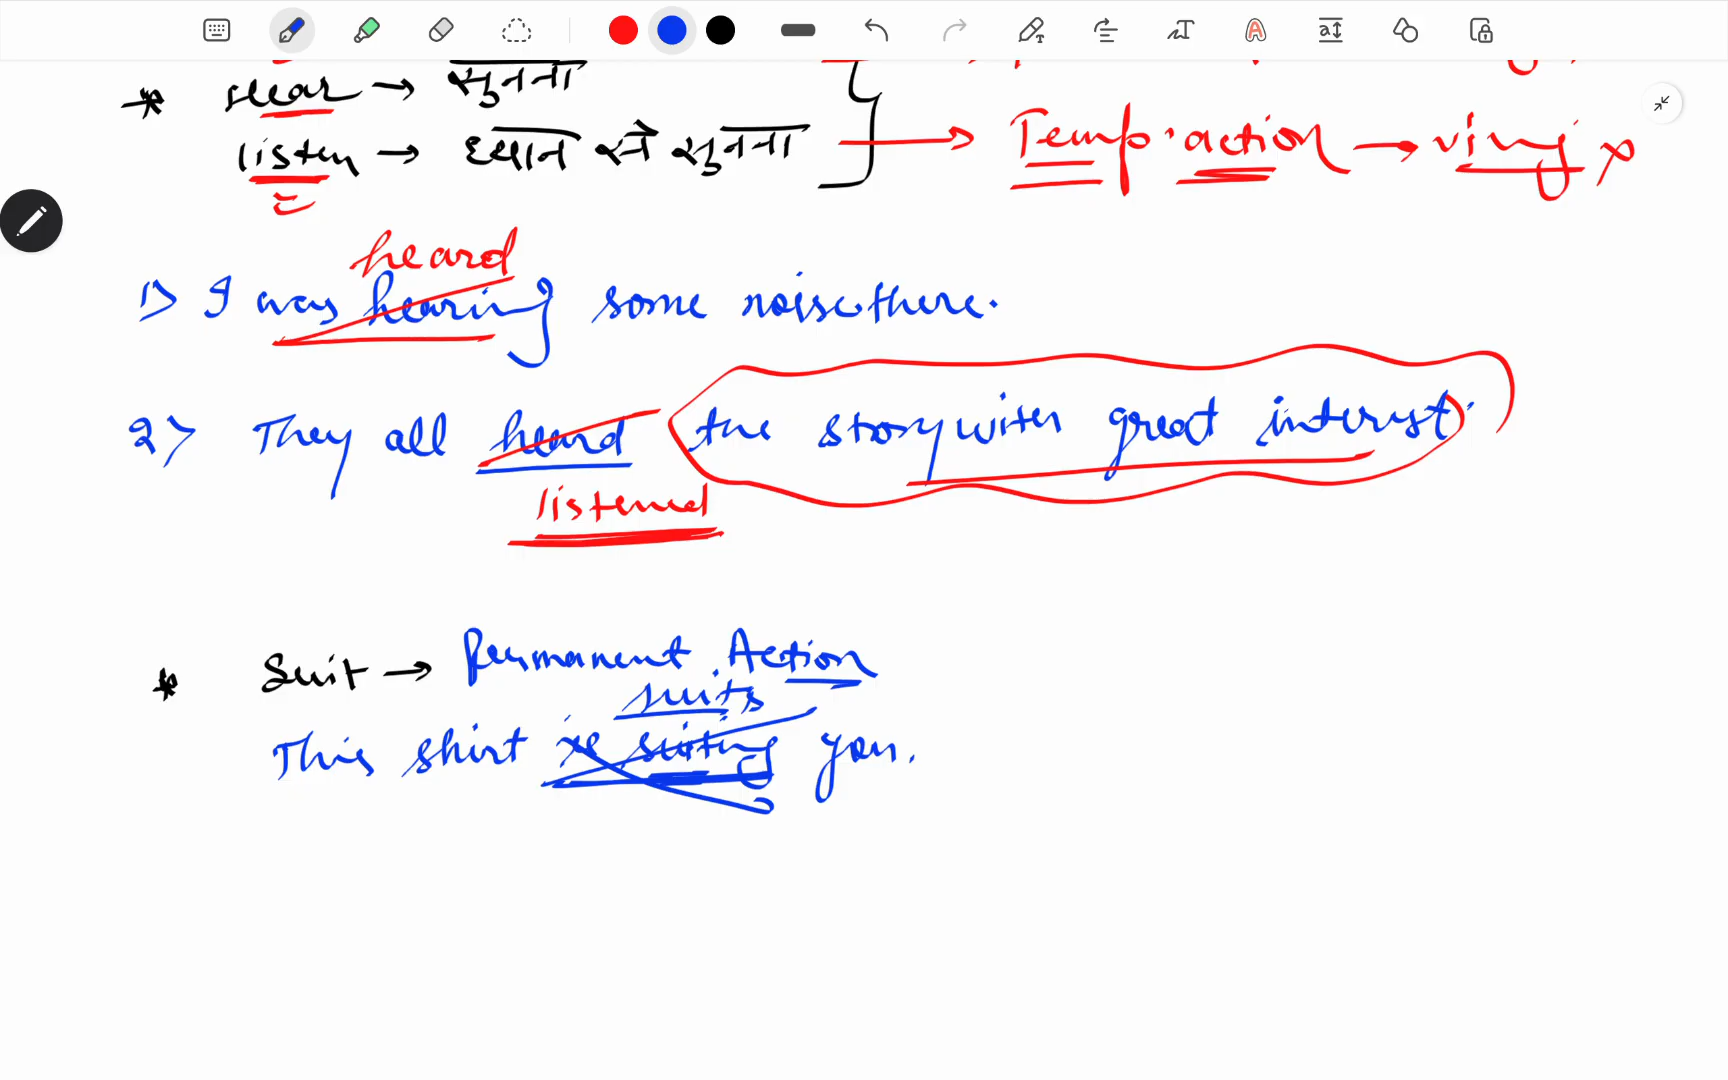 * Hear → सुनना
listen → ध्यान से सुनना → Temp. action → ving ×
heard
1> I was hearing some noise there.
2> They all heard the story with great interest.
listened
* Suit → Permanent Action
suits
This shirt is suiting you.